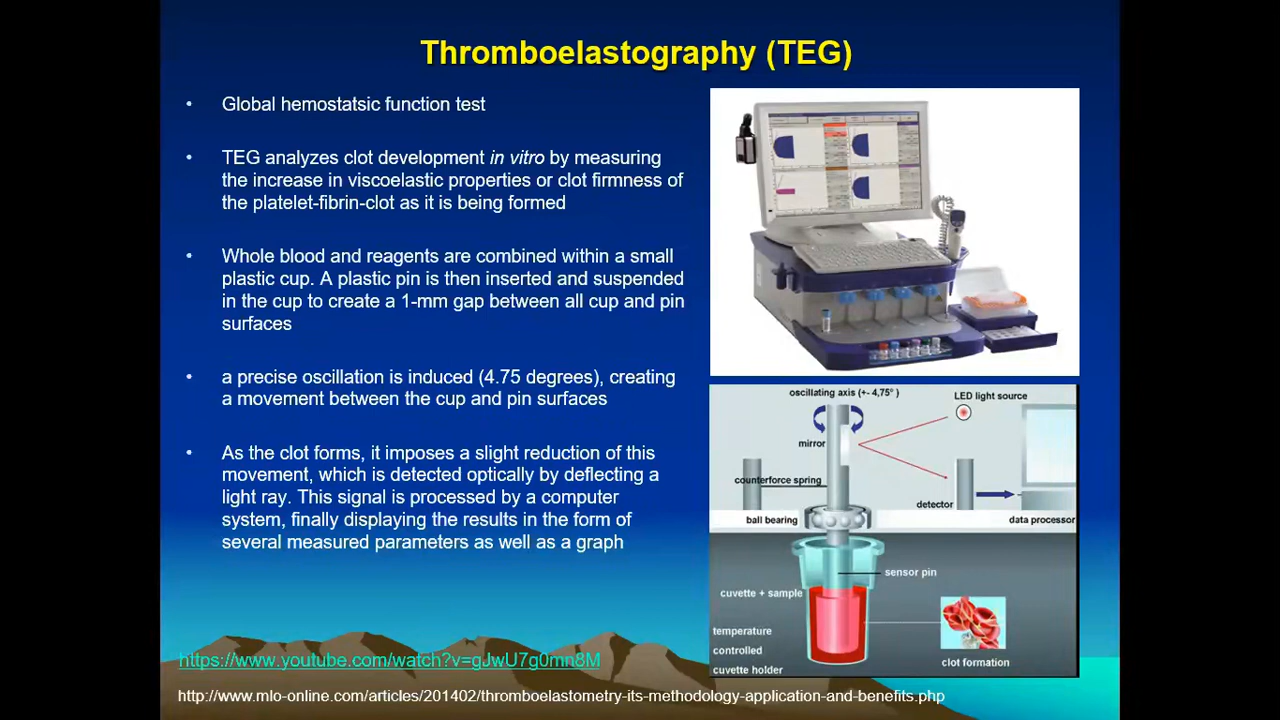 Thromboelastography (TEG)
• Global hemostatsic function test
• TEG analyzes clot development in vitro by measuring
the increase in viscoelastic properties or clot firmness of
the platelet-fibrin-clot as it is being formed
• Whole blood and reagents are combined within a small
plastic cup. A plastic pin is then inserted and suspended
in the cup to create a 1-mm gap between all cup and pin
surfaces
• a precise oscillation is induced (4.75 degrees), creating
a movement between the cup and pin surfaces
• As the clot forms, it imposes a slight reduction of this
movement, which is detected optically by deflecting a
light ray. This signal is processed by a computer
system, finally displaying the results in the form of
several measured parameters as well as a graph
https://www.youtube.com/watch?v=gJwU7g0mn8M
http://www.mlo-online.com/articles/201402/thromboelastometry-its-methodology-application-and-benefits.php
oscillating axis (+- 4,75° )
LED light source
mirror
counterforce spring
detector
ball bearing
data processor
sensor pin
cuvette + sample
temperature
controlled
cuvette holder
clot formation